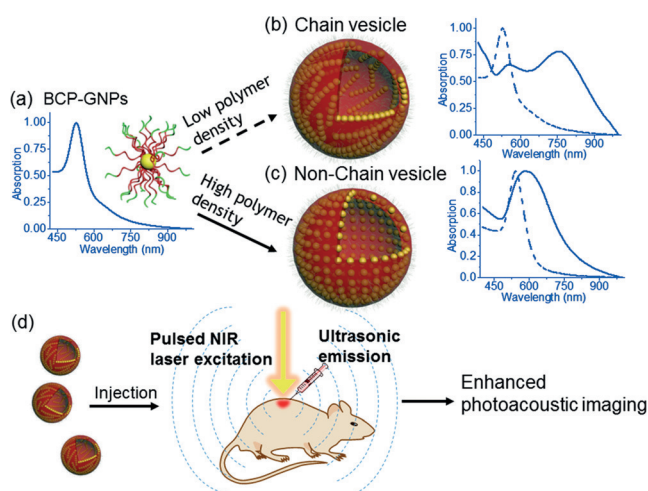 (a) BCP-GNPs
Absorption
1.00
0.75
0.50
0.25
0.00
450 600 750 900
Wavelength (nm)
Low polymer
density
High polymer
density
(b) Chain vesicle
Absorption
1.00
0.75
0.50
0.25
0.00
450 600 750 900
Wavelength (nm)
(c) Non-Chain vesicle
Absorption
1.0
0.8
0.6
0.4
0.2
0.0
450 600 750 900
Wavelength (nm)
(d)
Injection
Pulsed NIR
laser excitation
Ultrasonic
emission
Enhanced
photoacoustic imaging